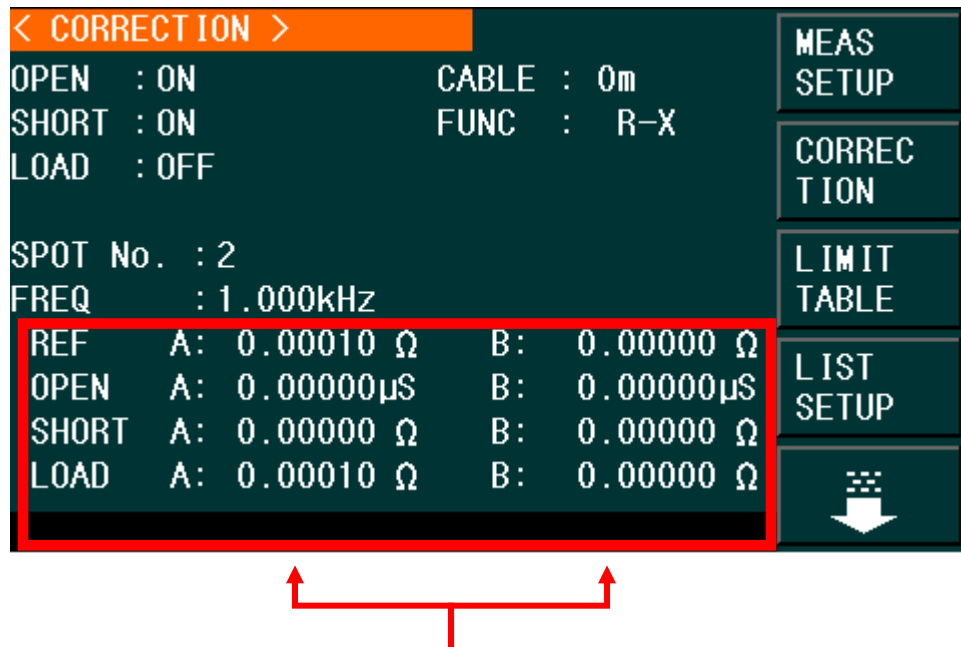 < CORRECTION >
OPEN : ON CABLE : 0m
SHORT : ON FUNC : R-X
LOAD : OFF
SPOT No. : 2
FREQ : 1.000kHz
REF A: 0.00010 Ω B: 0.00000 Ω
OPEN A: 0.00000µS B: 0.00000µS
SHORT A: 0.00000 Ω B: 0.00000 Ω
LOAD A: 0.00010 Ω B: 0.00000 Ω
MEAS
SETUP
CORREC
TION
LIMIT
TABLE
LIST
SETUP